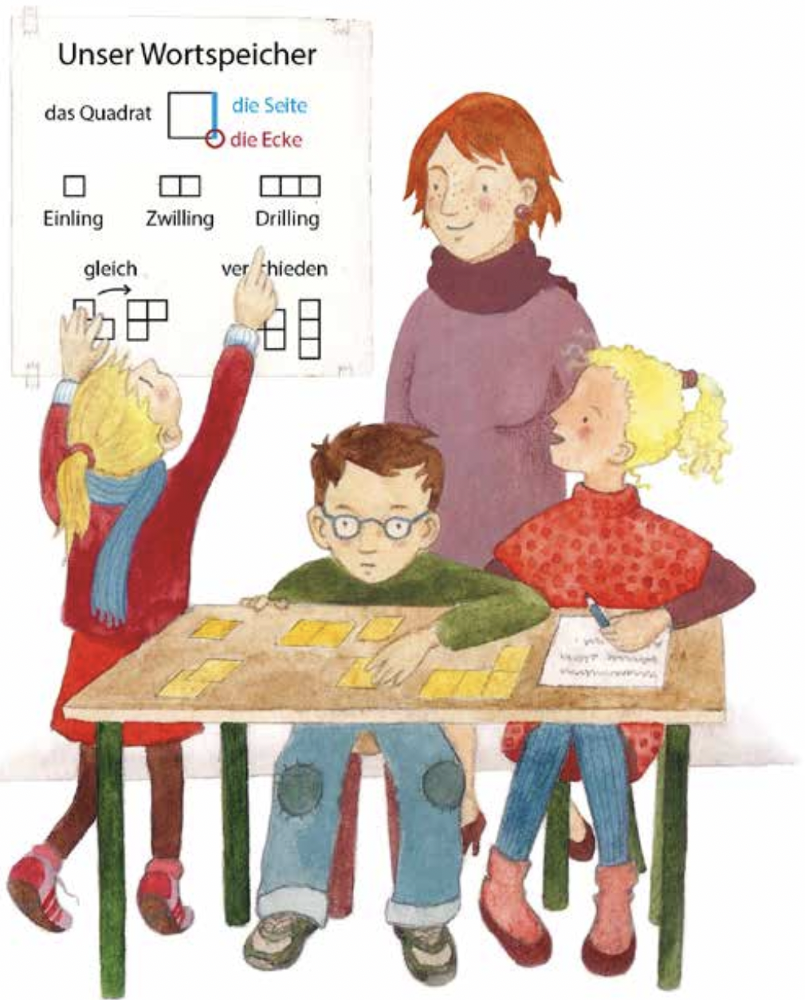 Unser Wortspeicher
das Quadrat
die Seite
die Ecke
Einling Zwilling Drilling
gleich